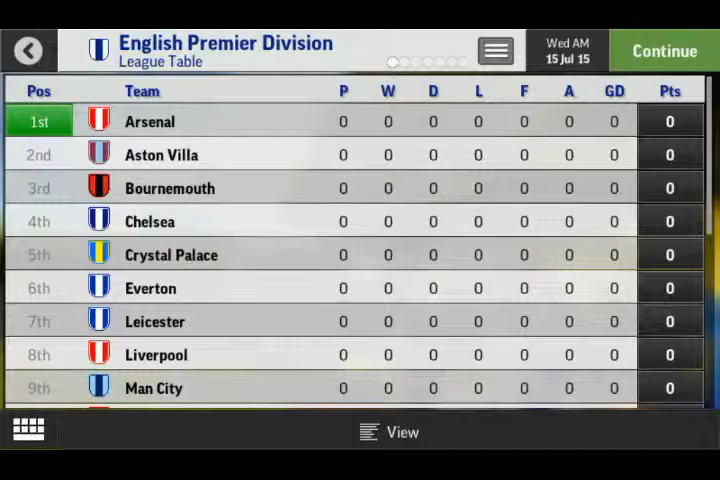 English Premier Division
League Table
Wed AM
15 Jul 15
Continue
Pos Team P W D L F A GD Pts
1st Arsenal 0 0 0 0 0 0 0 0
2nd Aston Villa 0 0 0 0 0 0 0 0
3rd Bournemouth 0 0 0 0 0 0 0 0
4th Chelsea 0 0 0 0 0 0 0 0
5th Crystal Palace 0 0 0 0 0 0 0 0
6th Everton 0 0 0 0 0 0 0 0
7th Leicester 0 0 0 0 0 0 0 0
8th Liverpool 0 0 0 0 0 0 0 0
9th Man City 0 0 0 0 0 0 0 0
View